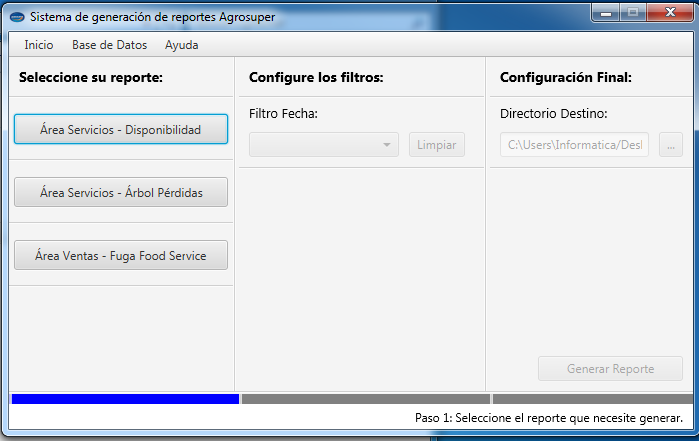 Sistema de generación de reportes Agrosuper
Inicio Base de Datos Ayuda
Seleccione su reporte:
Área Servicios - Disponibilidad
Área Servicios - Árbol Pérdidas
Área Ventas - Fuga Food Service
Configure los filtros:
Filtro Fecha:
Limpiar
Configuración Final:
Directorio Destino:
C:\Users\Informatica/Desl
...
Generar Reporte
Paso 1: Seleccione el reporte que necesite generar.